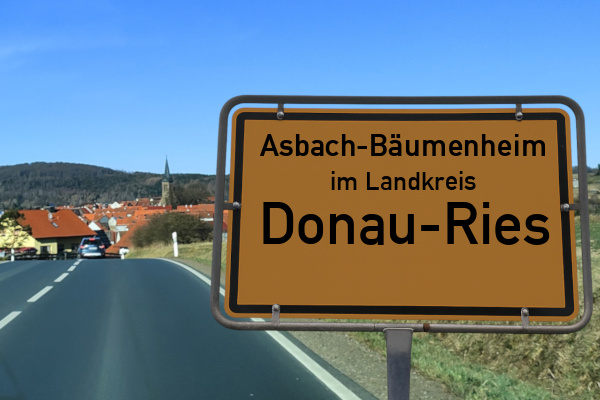 Asbach-Bäumenheim
im Landkreis
Donau-Ries